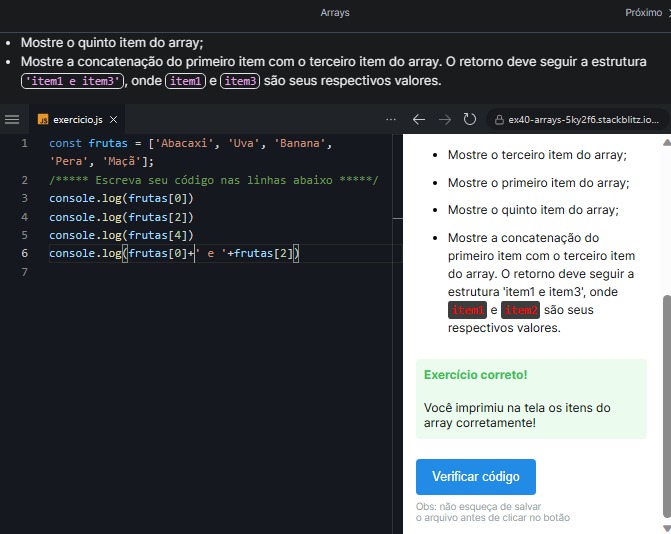 Arrays
Próximo
Mostre o quinto item do array;
Mostre a concatenação do primeiro item com o terceiro item do array. O retorno deve seguir a estrutura
'item1 e item3', onde item1 e item3 são seus respectivos valores.
JS exercicio.js ×
ex40-arrays-5ky2f6.stackblitz.io...
1 const frutas = ['Abacaxi', 'Uva', 'Banana',
'Pera', 'Maçã'];
2 /***** Escreva seu código nas linhas abaixo *****/
3 console.log(frutas[0])
4 console.log(frutas[2])
5 console.log(frutas[4])
6 console.log(frutas[0]+' e '+frutas[2])
7
Mostre o terceiro item do array;
Mostre o primeiro item do array;
Mostre o quinto item do array;
Mostre a concatenação do
primeiro item com o terceiro item
do array. O retorno deve seguir a
estrutura 'item1 e item3', onde
item1 e item2 são seus
respectivos valores.
Exercício correto!
Você imprimiu na tela os itens do
array corretamente!
Verificar código
Obs: não esqueça de salvar
o arquivo antes de clicar no botão